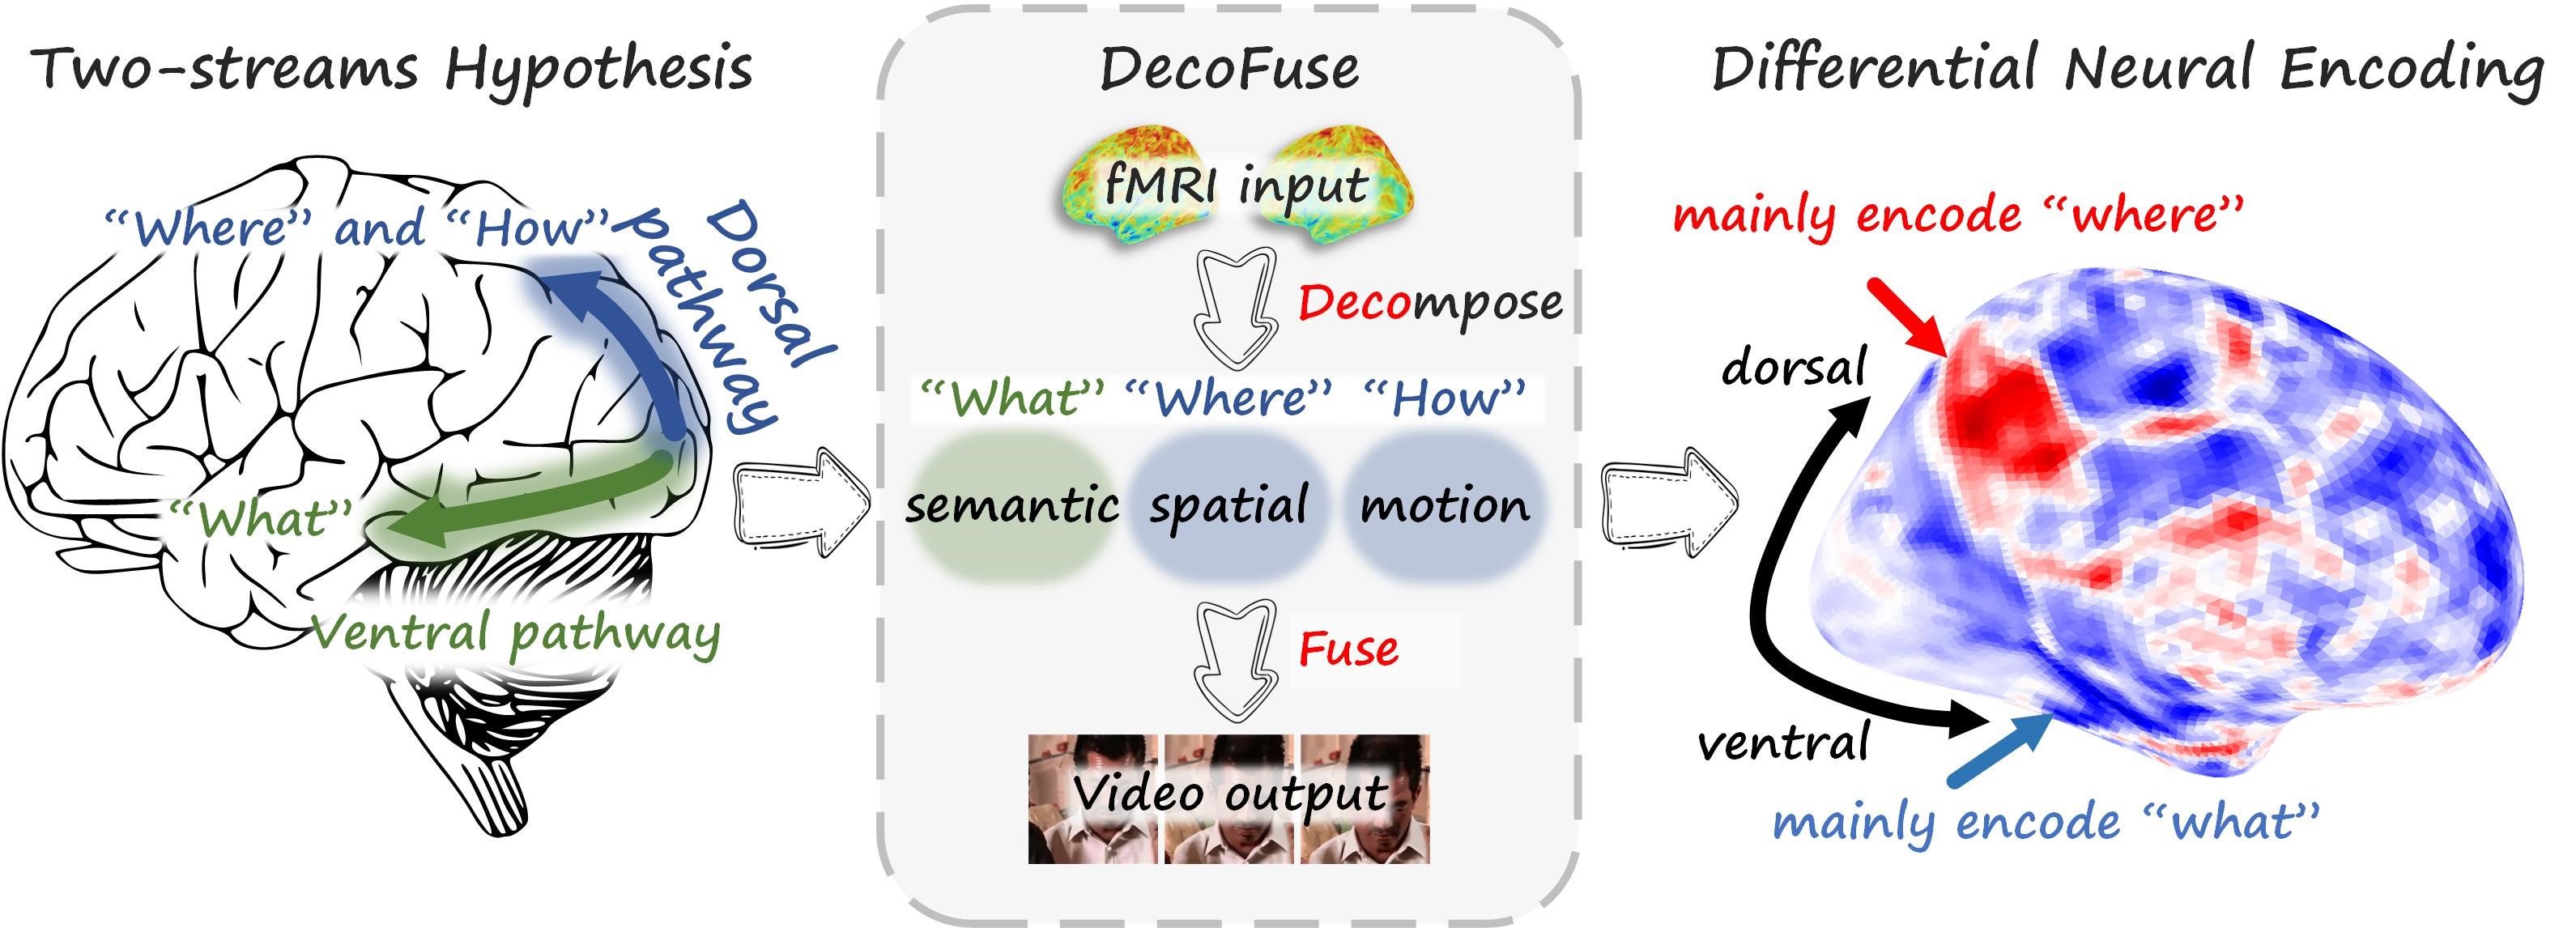 Two-streams Hypothesis
“Where” and “How”
Dorsal
pathway
“What”
Ventral pathway
DecoFuse
fMRI input
Decompose
“What” “Where” “How”
semantic spatial motion
Fuse
Video output
Differential Neural Encoding
mainly encode “where”
dorsal
ventral
mainly encode “what”